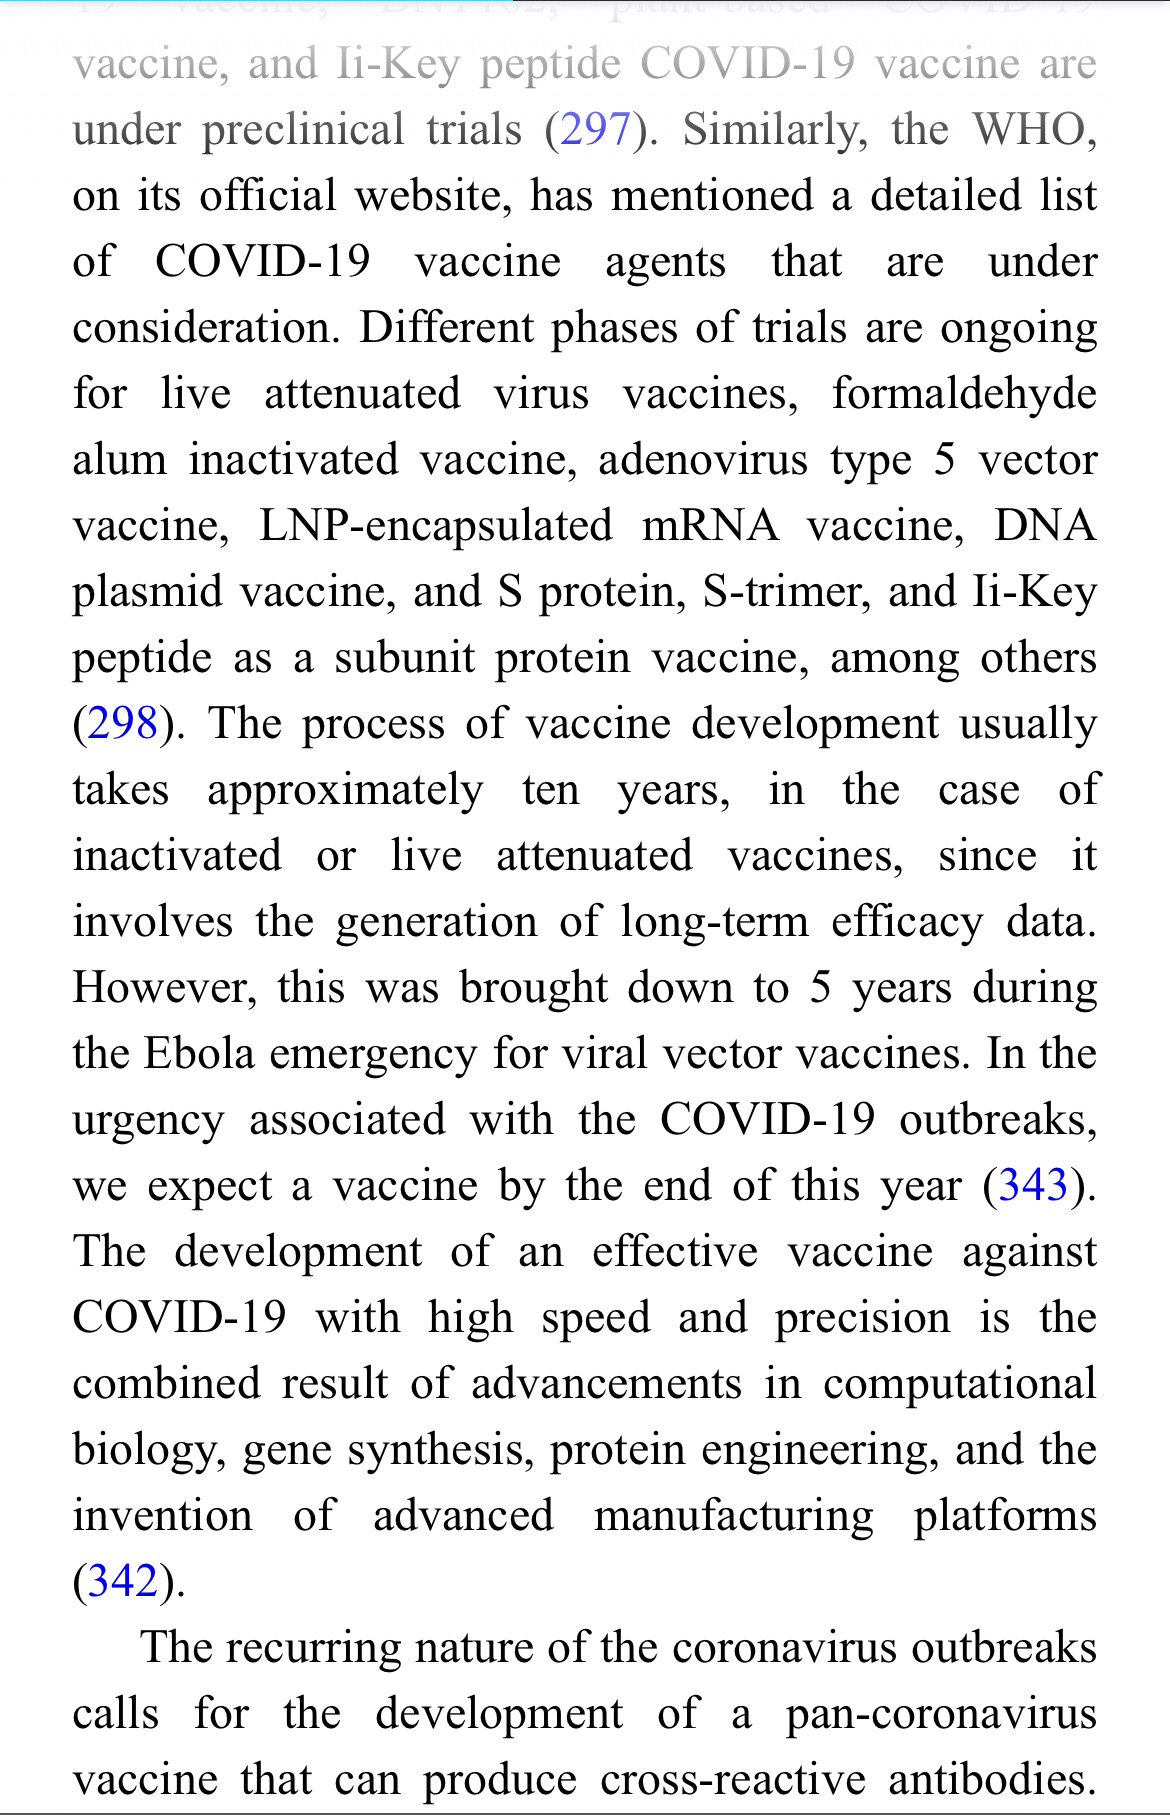 vaccine, and Ii-Key peptide COVID-19 vaccine are
under preclinical trials (297). Similarly, the WHO,
on its official website, has mentioned a detailed list
of COVID-19 vaccine agents that are under
consideration. Different phases of trials are ongoing
for live attenuated virus vaccines, formaldehyde
alum inactivated vaccine, adenovirus type 5 vector
vaccine, LNP-encapsulated mRNA vaccine, DNA
plasmid vaccine, and S protein, S-trimer, and Ii-Key
peptide as a subunit protein vaccine, among others
(298). The process of vaccine development usually
takes approximately ten years, in the case of
inactivated or live attenuated vaccines, since it
involves the generation of long-term efficacy data.
However, this was brought down to 5 years during
the Ebola emergency for viral vector vaccines. In the
urgency associated with the COVID-19 outbreaks,
we expect a vaccine by the end of this year (343).
The development of an effective vaccine against
COVID-19 with high speed and precision is the
combined result of advancements in computational
biology, gene synthesis, protein engineering, and the
invention of advanced manufacturing platforms
(342).
The recurring nature of the coronavirus outbreaks
calls for the development of a pan-coronavirus
vaccine that can produce cross-reactive antibodies.